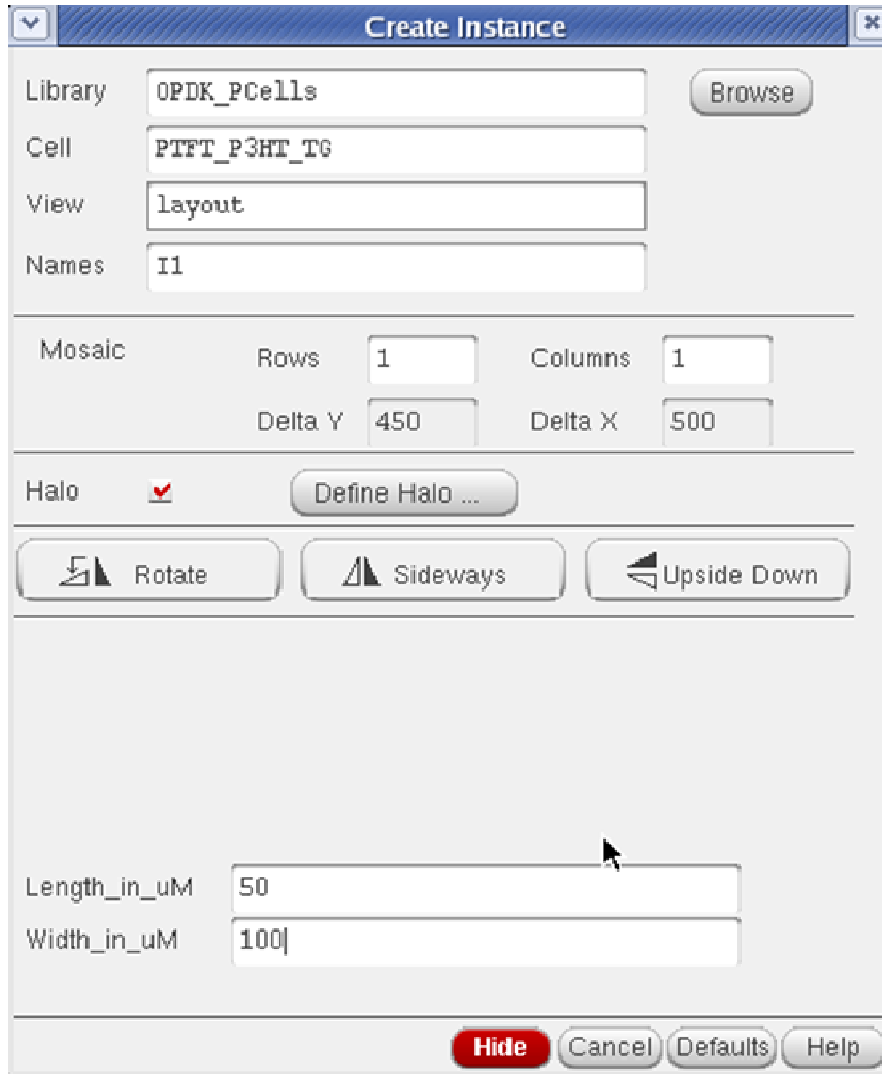 Create Instance
Library OPDK_PCells Browse
Cell PTFT_P3HT_TG
View layout
Names I1
Mosaic Rows 1 Columns 1
Delta Y 450 Delta X 500
Halo Define Halo ...
Rotate Sideways Upside Down
Length_in_uM 50
Width_in_uM 100
Hide Cancel Defaults Help